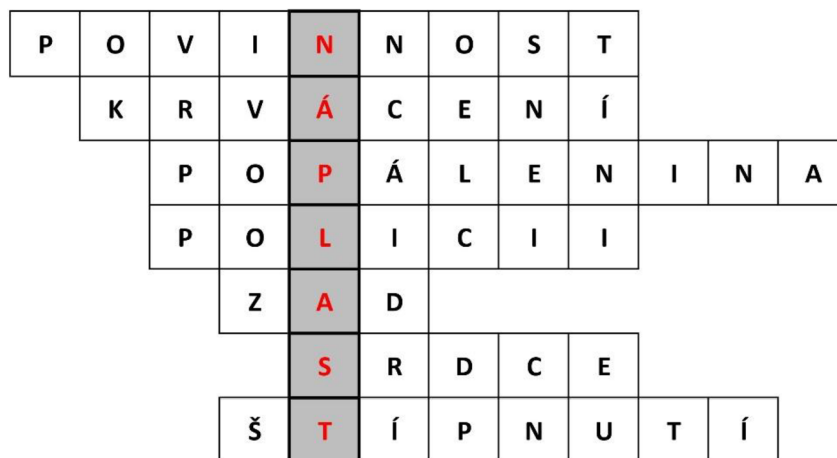 POVINNOST
KRVÁCENÍ
POPÁLENINA
POLICII
ZAD
SRDCE
ŠTÍPNUTÍ